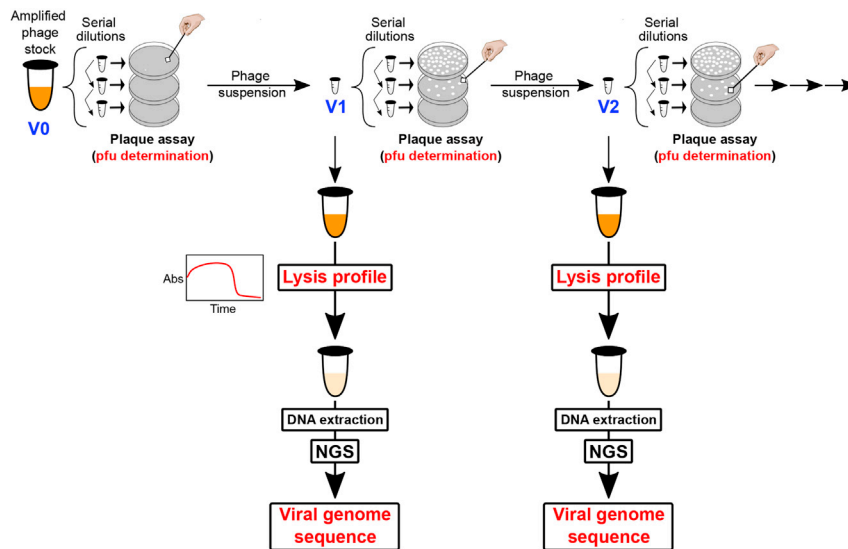 Amplified
phage
stock
V0
Serial
dilutions
Plaque assay
(pfu determination)
Phage
suspension
V1
Serial
dilutions
Plaque assay
(pfu determination)
Phage
suspension
V2
Serial
dilutions
Plaque assay
(pfu determination)
Abs
Time
Lysis profile
DNA extraction
NGS
Viral genome
sequence
Lysis profile
DNA extraction
NGS
Viral genome
sequence